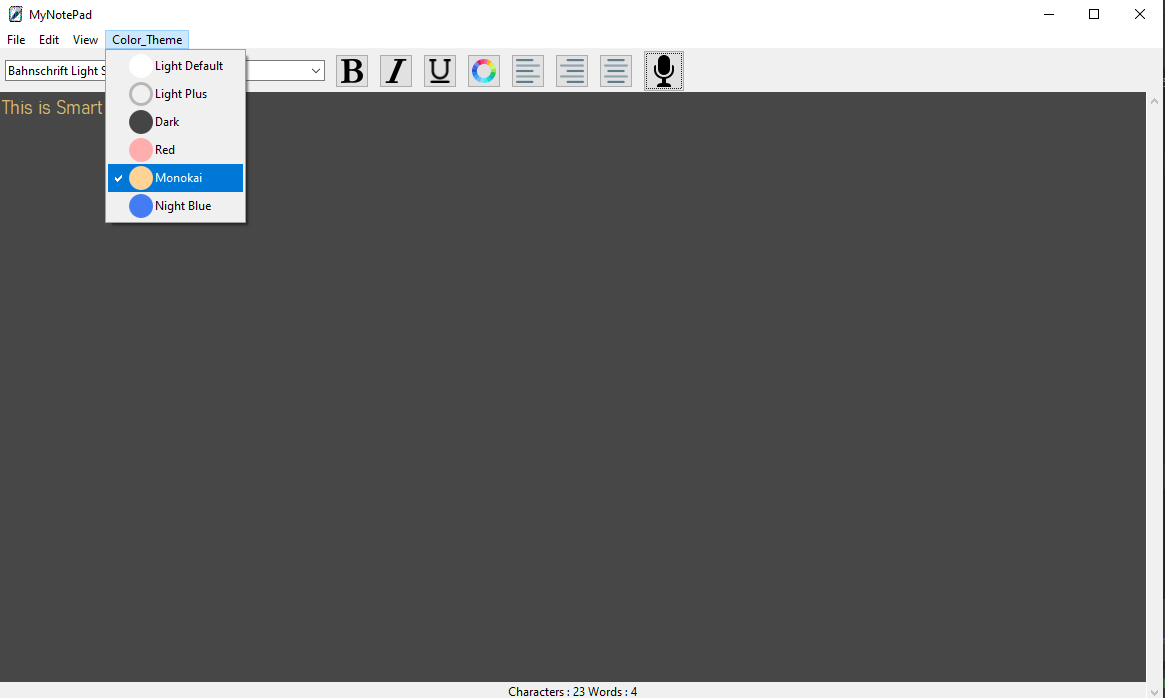 MyNotePad
File Edit View Color_Theme
Bahnschrift Light
Light Default
Light Plus
Dark
Red
Monokai
Night Blue
B I U
This is Smart
Characters : 23 Words : 4